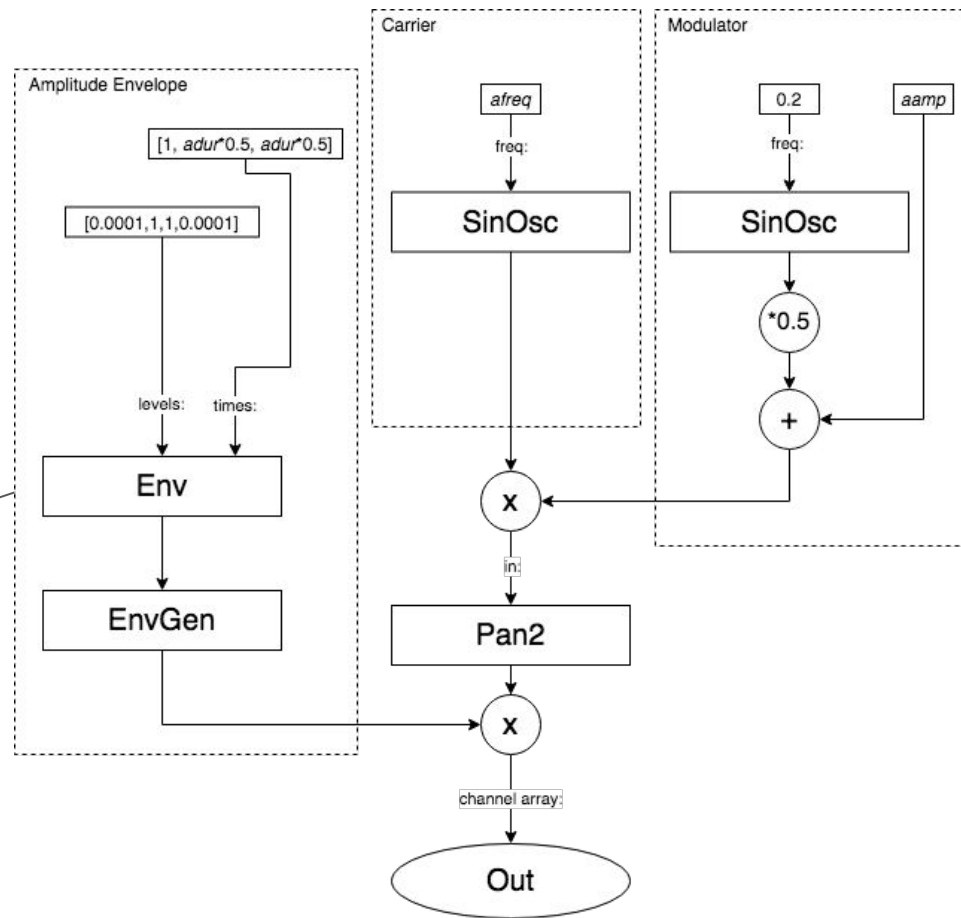 Amplitude Envelope
[1, adur*0.5, adur*0.5]
[0.0001,1,1,0.0001]
levels:
times:
Env
EnvGen
Carrier
afreq
freq:
SinOsc
Modulator
0.2
aamp
freq:
SinOsc
*0.5
+
x
in:
Pan2
x
channel array:
Out